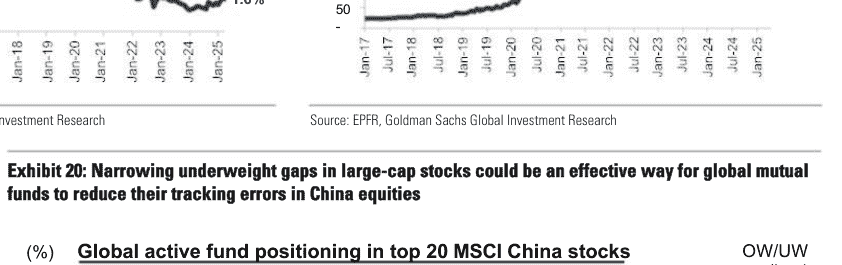 1.6%
50
-
Jan-18 Jan-19 Jan-20 Jan-21 Jan-22 Jan-23 Jan-24 Jan-25
Jan-17 Jul-17 Jan-18 Jul-18 Jan-19 Jul-19 Jan-20 Jul-20 Jan-21 Jul-21 Jan-22 Jul-22 Jan-23 Jul-23 Jan-24 Jul-24 Jan-25
nvestment Research
Source: EPFR, Goldman Sachs Global Investment Research
Exhibit 20: Narrowing underweight gaps in large-cap stocks could be an effective way for global mutual
funds to reduce their tracking errors in China equities
(%) Global active fund positioning in top 20 MSCI China stocks OW/UW